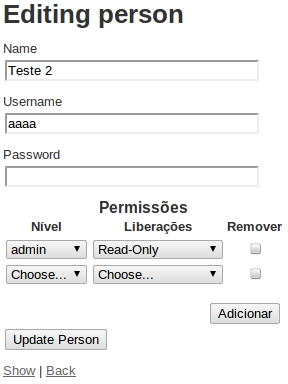 Editing person
Name
Teste 2
Username
aaaa
Password
Permissões
Nível Liberações Remover
admin Read-Only
Choose... Choose...
Adicionar
Update Person
Show | Back